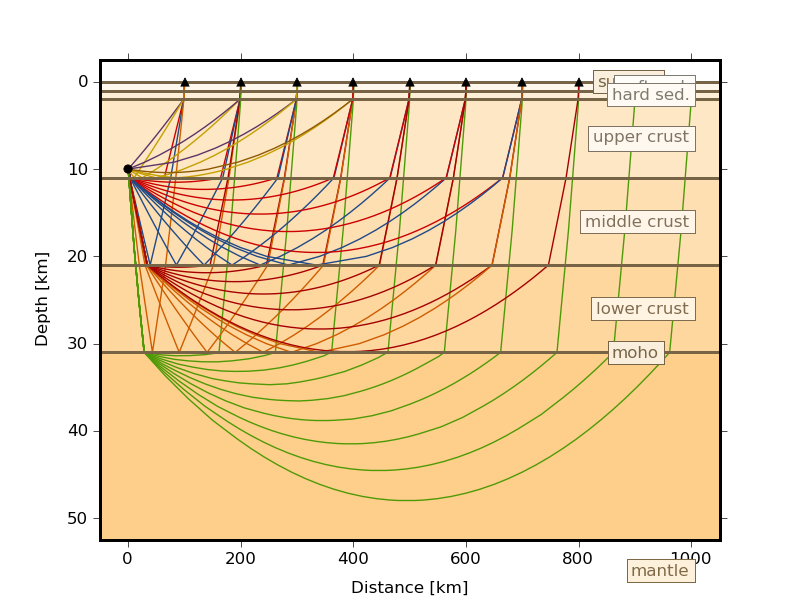 0
hard sed.
upper crust
10
middle crust
20
lower crust
30
moho
40
50
0
200
400
600
800
1000
mantle
Depth [km]
Distance [km]